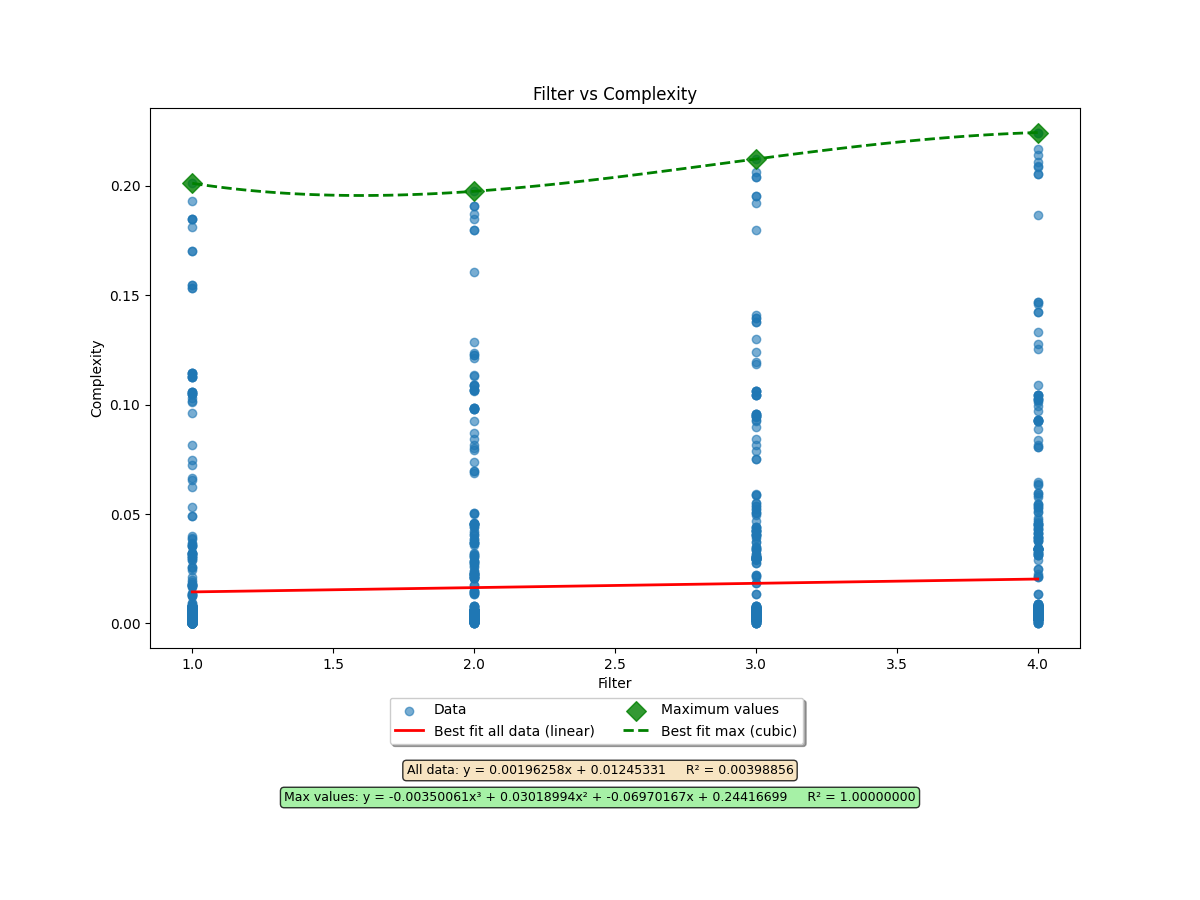 Filter vs Complexity
Complexity
0.20
0.15
0.10
0.05
0.00
1.0 1.5 2.0 2.5 3.0 3.5 4.0
Filter
Data Maximum values
Best fit all data (linear) Best fit max (cubic)
All data: y = 0.00196258x + 0.01245331 R² = 0.00398856
Max values: y = -0.00350061x³ + 0.03018994x² + -0.06970167x + 0.24416699 R² = 1.00000000